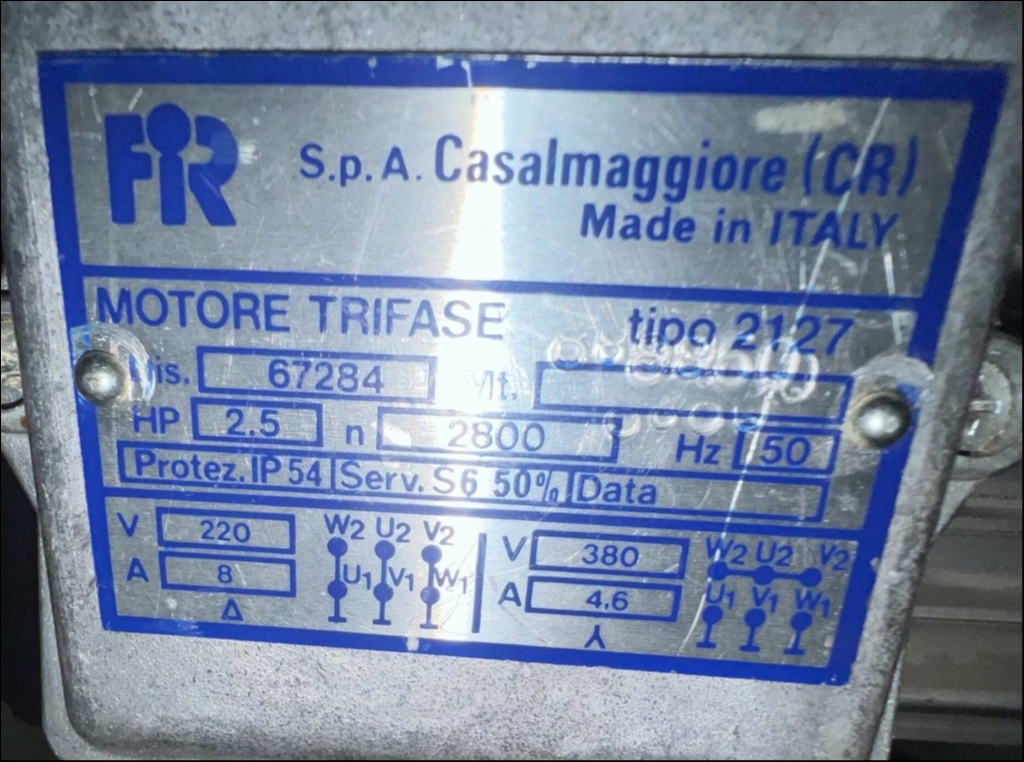 FIR
S.p.A. Casalmaggiore (CR)
Made in ITALY
MOTORE TRIFASE tipo 2127
67284 Mt.
HP 2.5 n 2800 Hz 50
Protez. IP 54 Serv. S6 50% Data
V 220 W2 U2 V2 V 380 W2 U2 V2
A 8 U1 V1 W1 A 4,6 U1 V1 W1
Δ ⅄